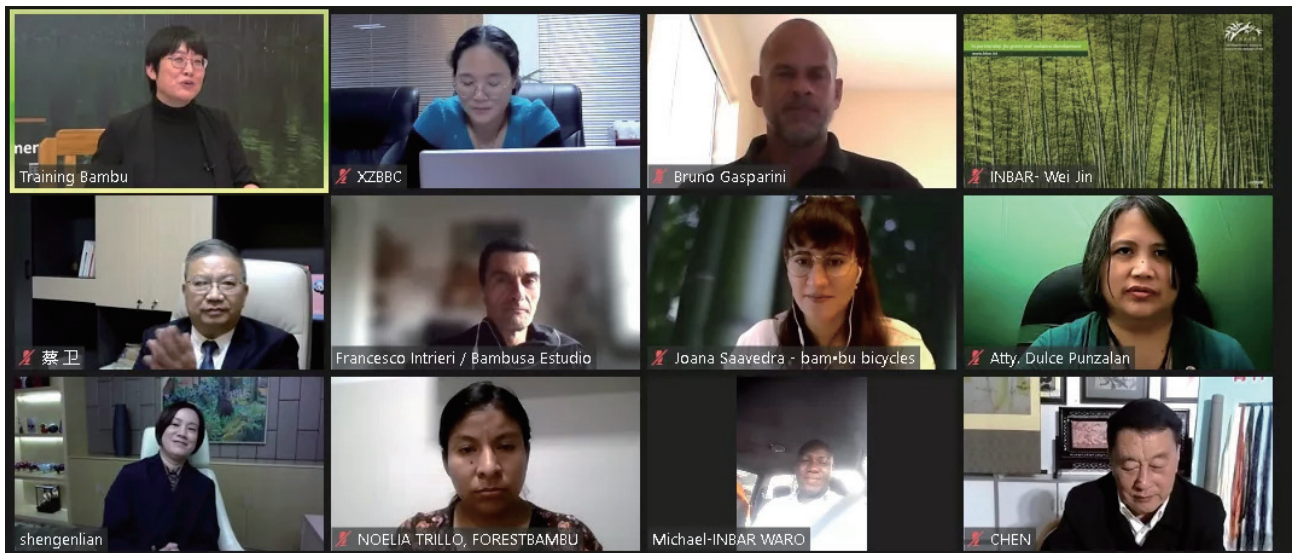 mer
Training Bambu
XZBBC
Bruno Gasparini
INBAR- Wei Jin
蔡 卫
Francesco Intrieri / Bambusa Estudio
Joana Saavedra - bam•bu bicycles
Atty. Dulce Punzalan
shengenlian
NOELIA TRILLO, FORESTBAMBU
Michael-INBAR WARO
CHEN